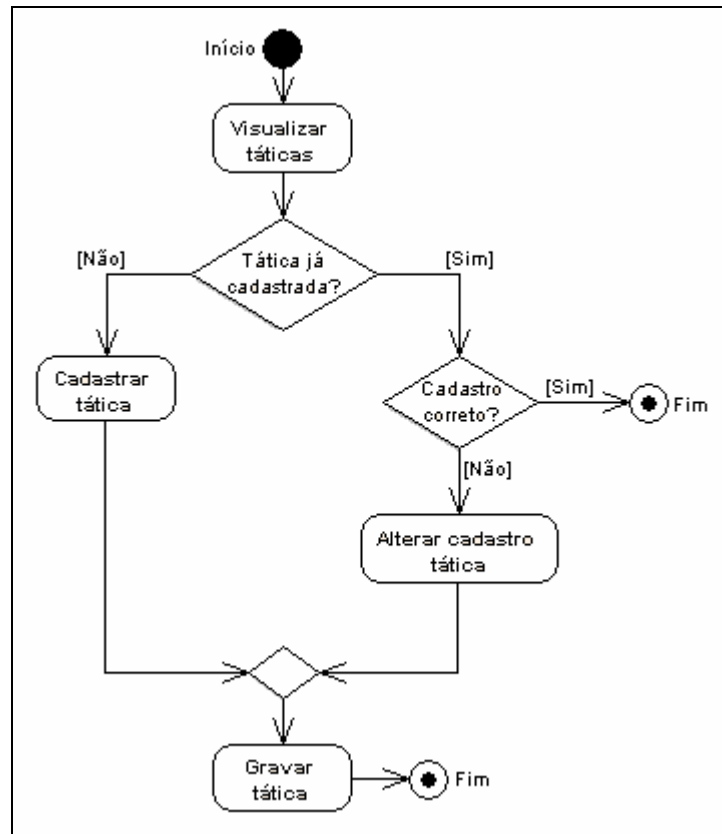 Início
Visualizar
táticas
[Não]
Tática já
cadastrada?
[Sim]
Cadastrar
tática
Cadastro
correto?
[Sim]
Fim
[Não]
Alterar cadastro
tática
Gravar
tática
Fim